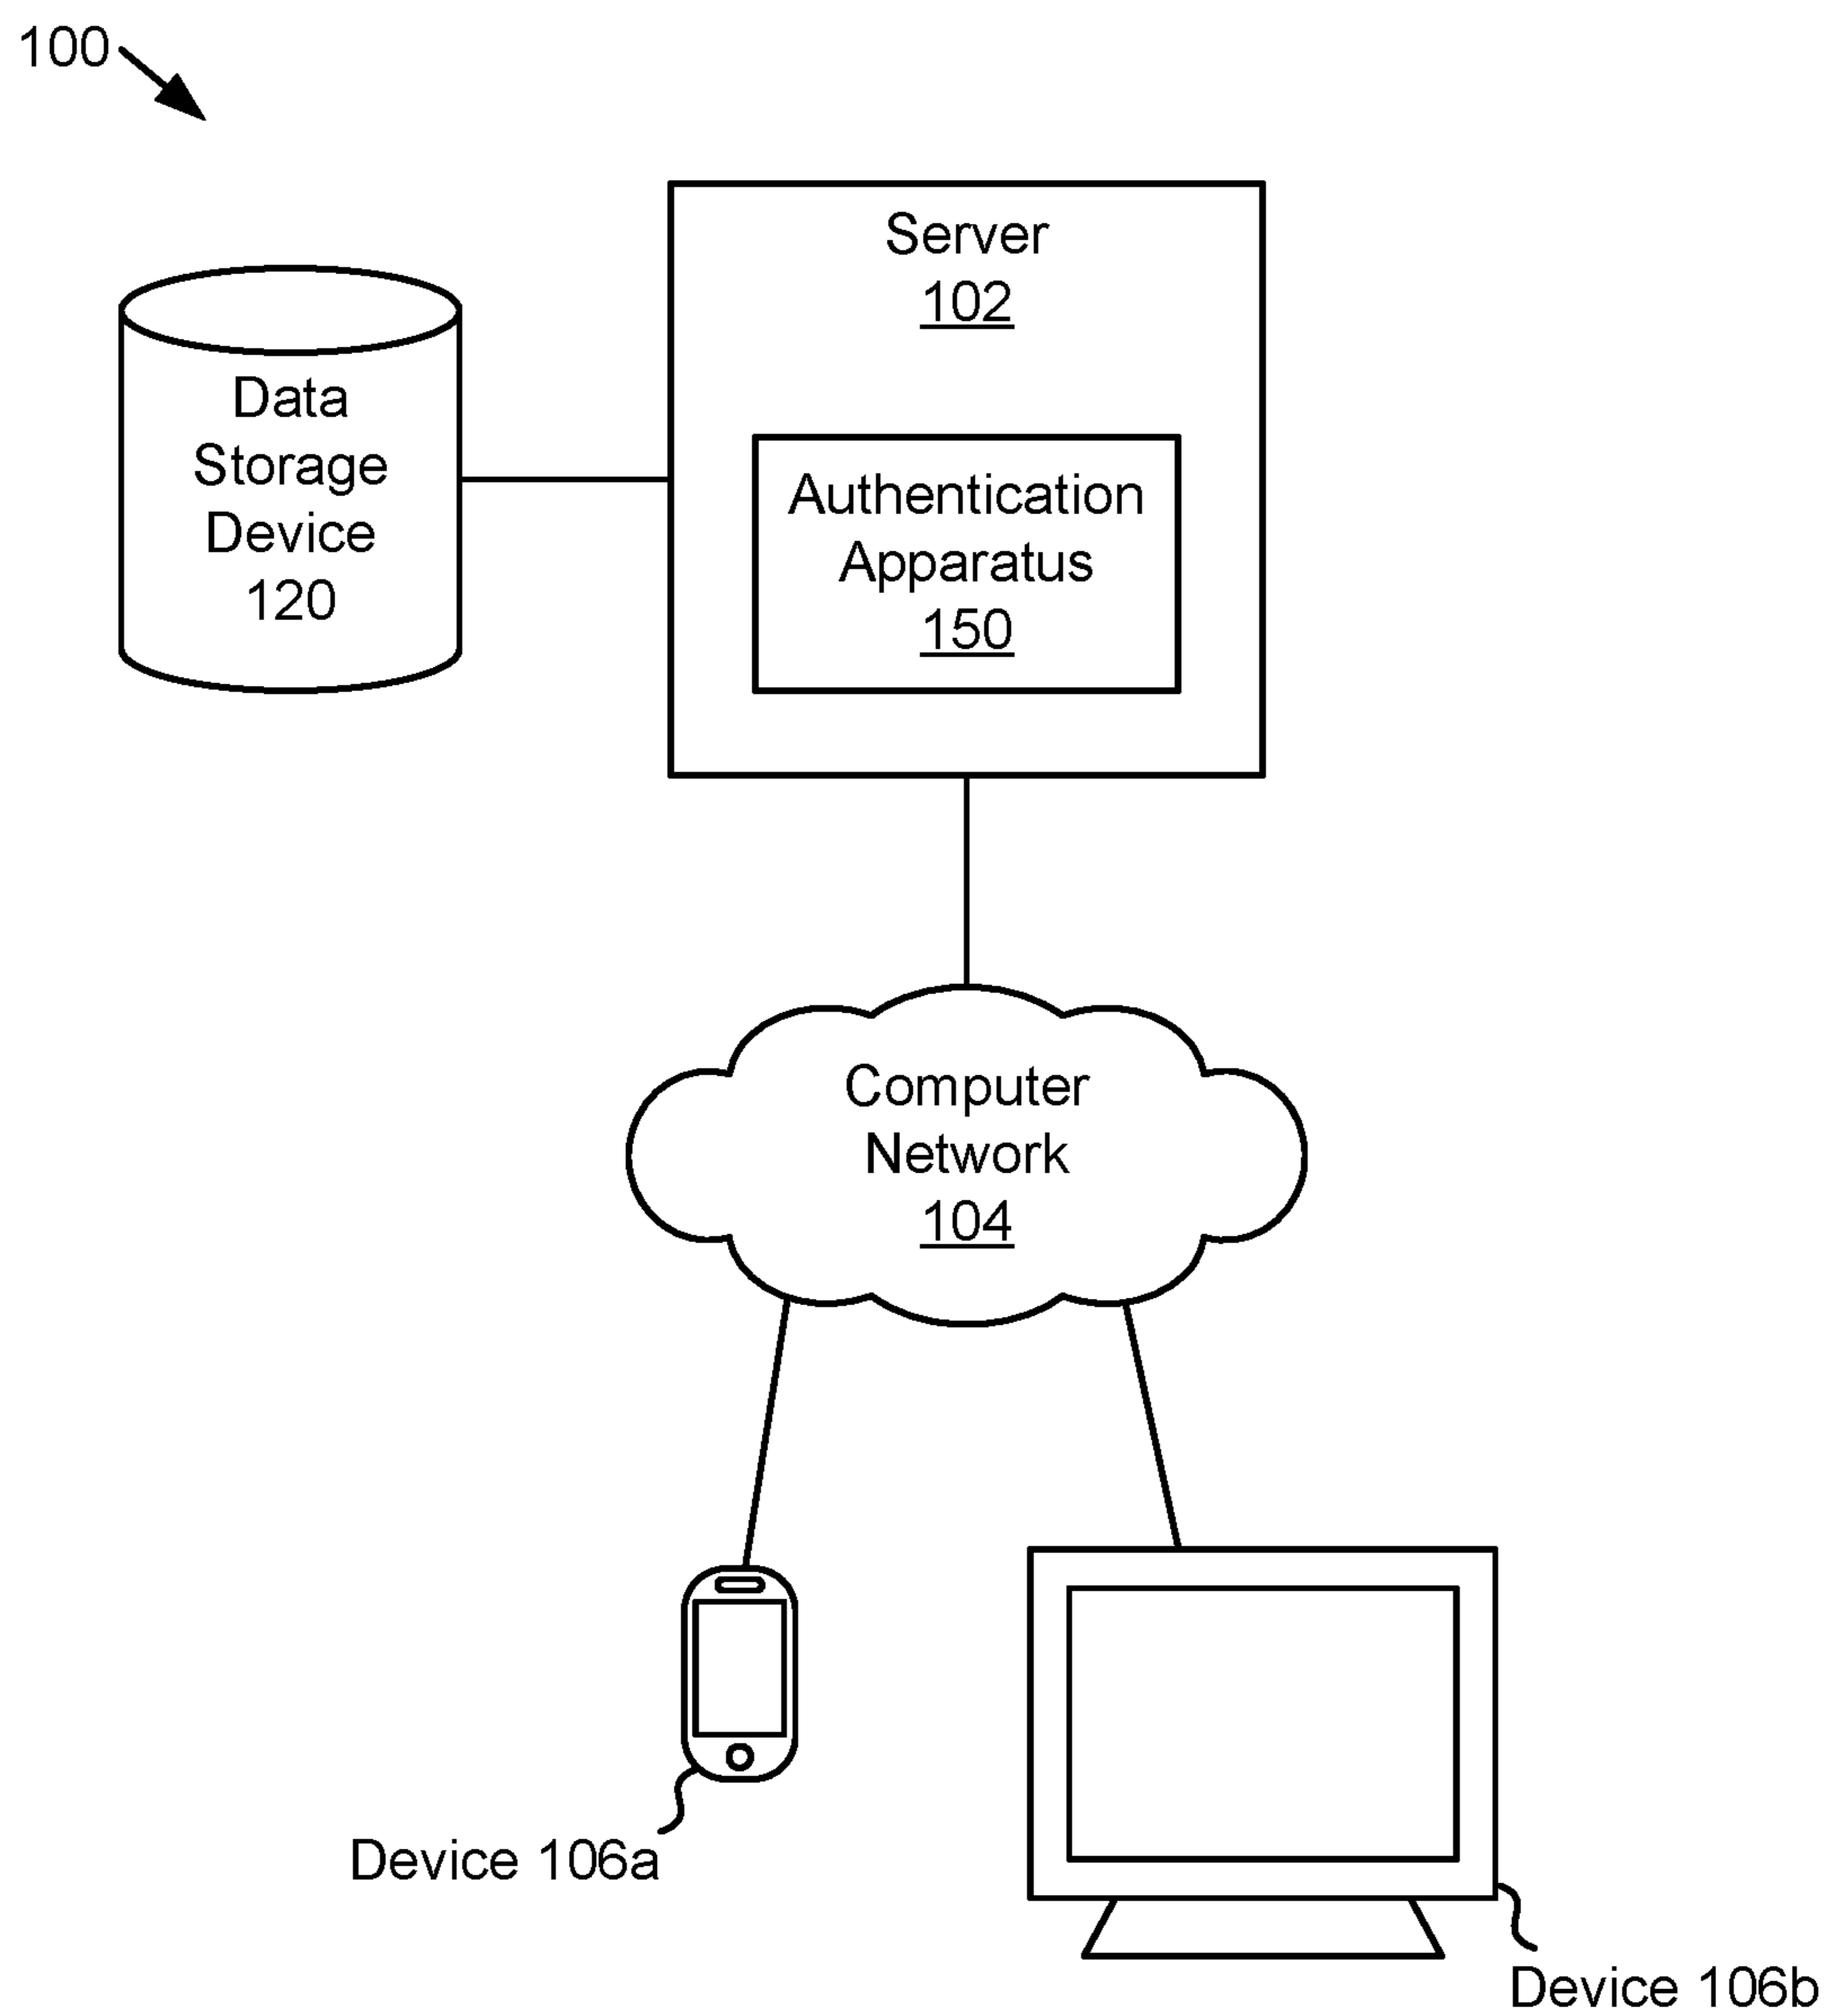 100
Server
102
Data
Storage
Device
120
Authentication
Apparatus
150
Computer
Network
104
Device 106a
Device 106b